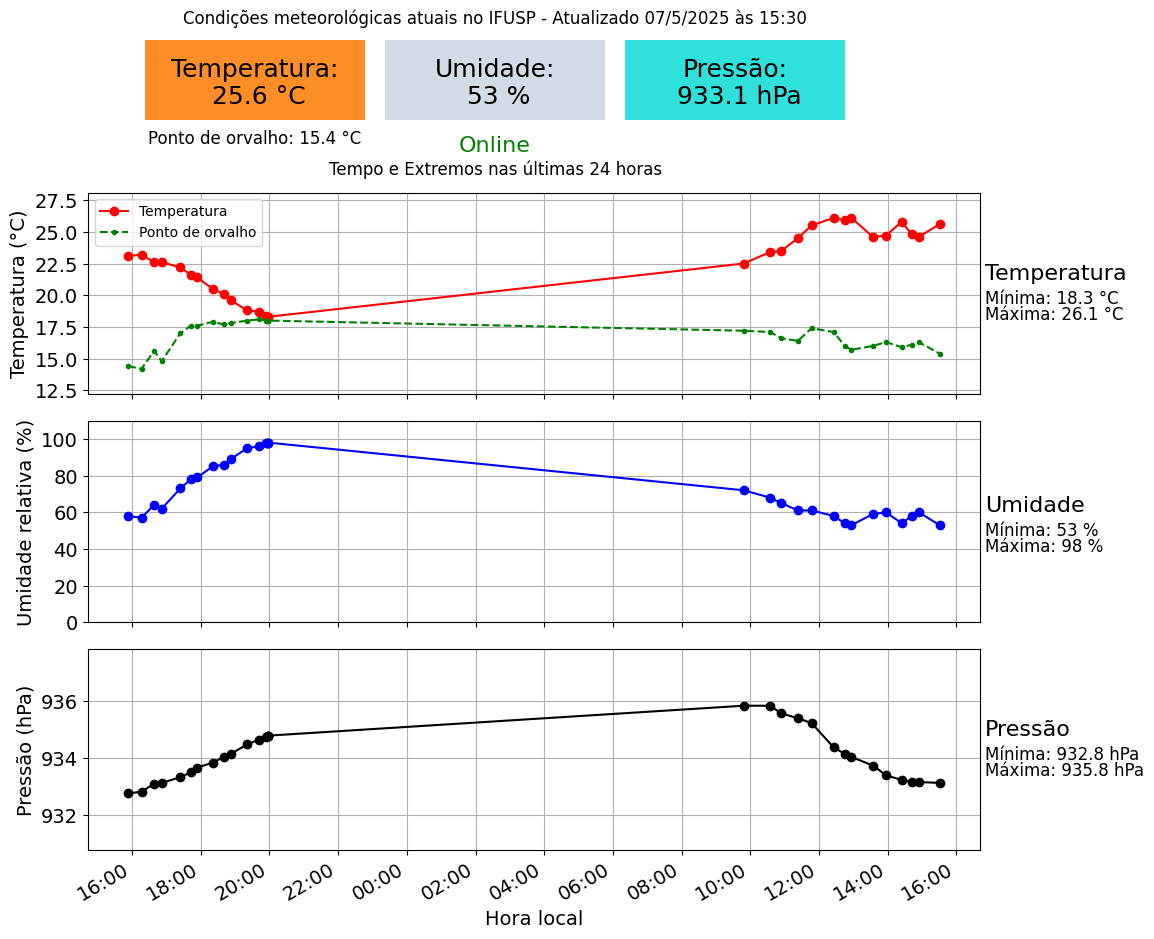 Condições meteorológicas atuais no IFUSP - Atualizado 07/5/2025 às 15:30
Temperatura:
25.6 °C
Umidade:
53 %
Pressão:
933.1 hPa
Ponto de orvalho: 15.4 °C
Online
Tempo e Extremos nas últimas 24 horas
Temperatura (°C)
27.5
25.0
22.5
20.0
17.5
15.0
12.5
Temperatura
Ponto de orvalho
Temperatura
Mínima: 18.3 °C
Máxima: 26.1 °C
Umidade relativa (%)
100
80
60
40
20
0
Umidade
Mínima: 53 %
Máxima: 98 %
Pressão (hPa)
936
934
932
Pressão
Mínima: 932.8 hPa
Máxima: 935.8 hPa
16:00 18:00 20:00 22:00 00:00 02:00 04:00 06:00 08:00 10:00 12:00 14:00 16:00
Hora local